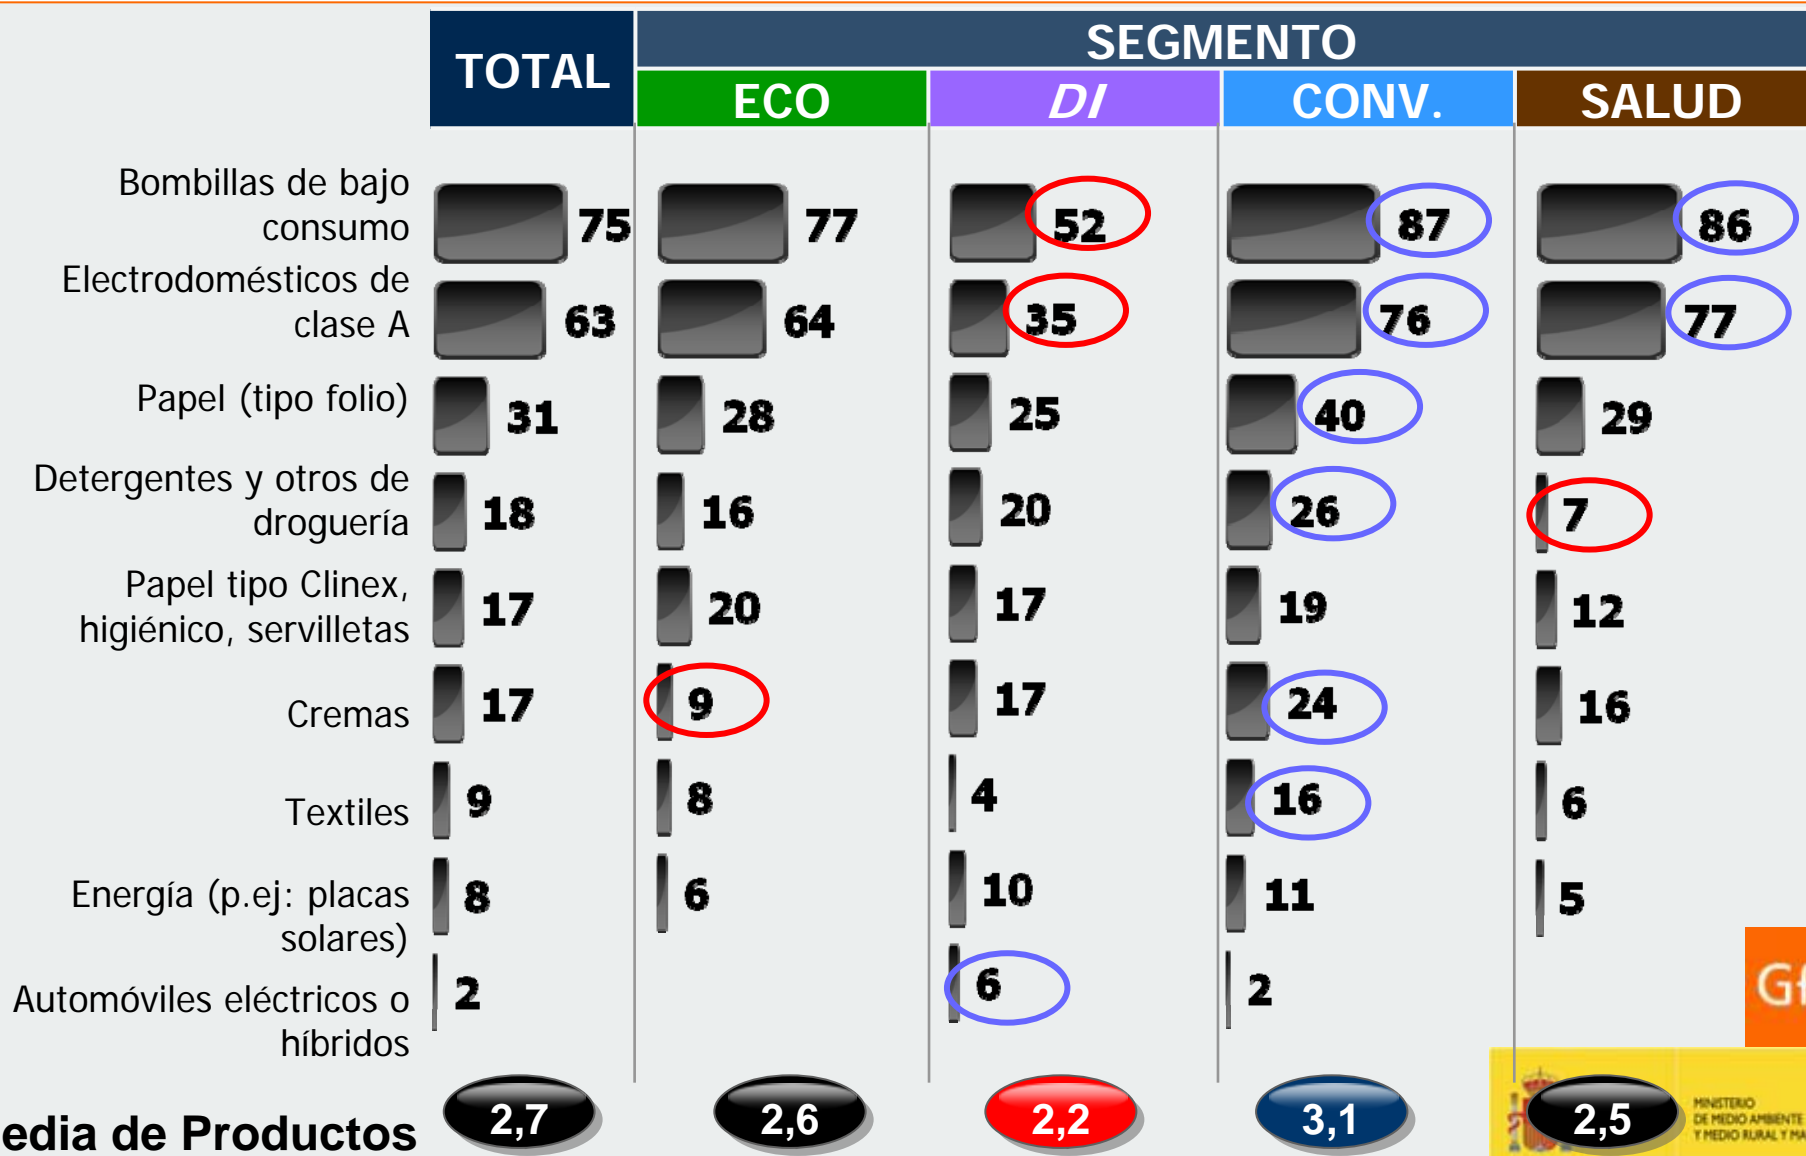 TOTAL
SEGMENTO
ECO
DI
CONV.
SALUD
Bombillas de bajo
consumo
75
77
52
87
86
Electrodomésticos de
clase A
63
64
35
76
77
Papel (tipo folio)
31
28
25
40
29
Detergentes y otros de
droguería
18
16
20
26
7
Papel tipo Clinex,
higiénico, servilletas
17
20
17
19
12
Cremas
17
9
17
24
16
Textiles
9
8
4
16
6
Energía (p.ej: placas
solares)
8
6
10
11
5
Automóviles eléctricos o
híbridos
2
6
2
edia de Productos
2,7
2,6
2,2
3,1
2,5
MINISTERIO
DE MEDIO AMBIENTE
Y MEDIO RURAL Y MA